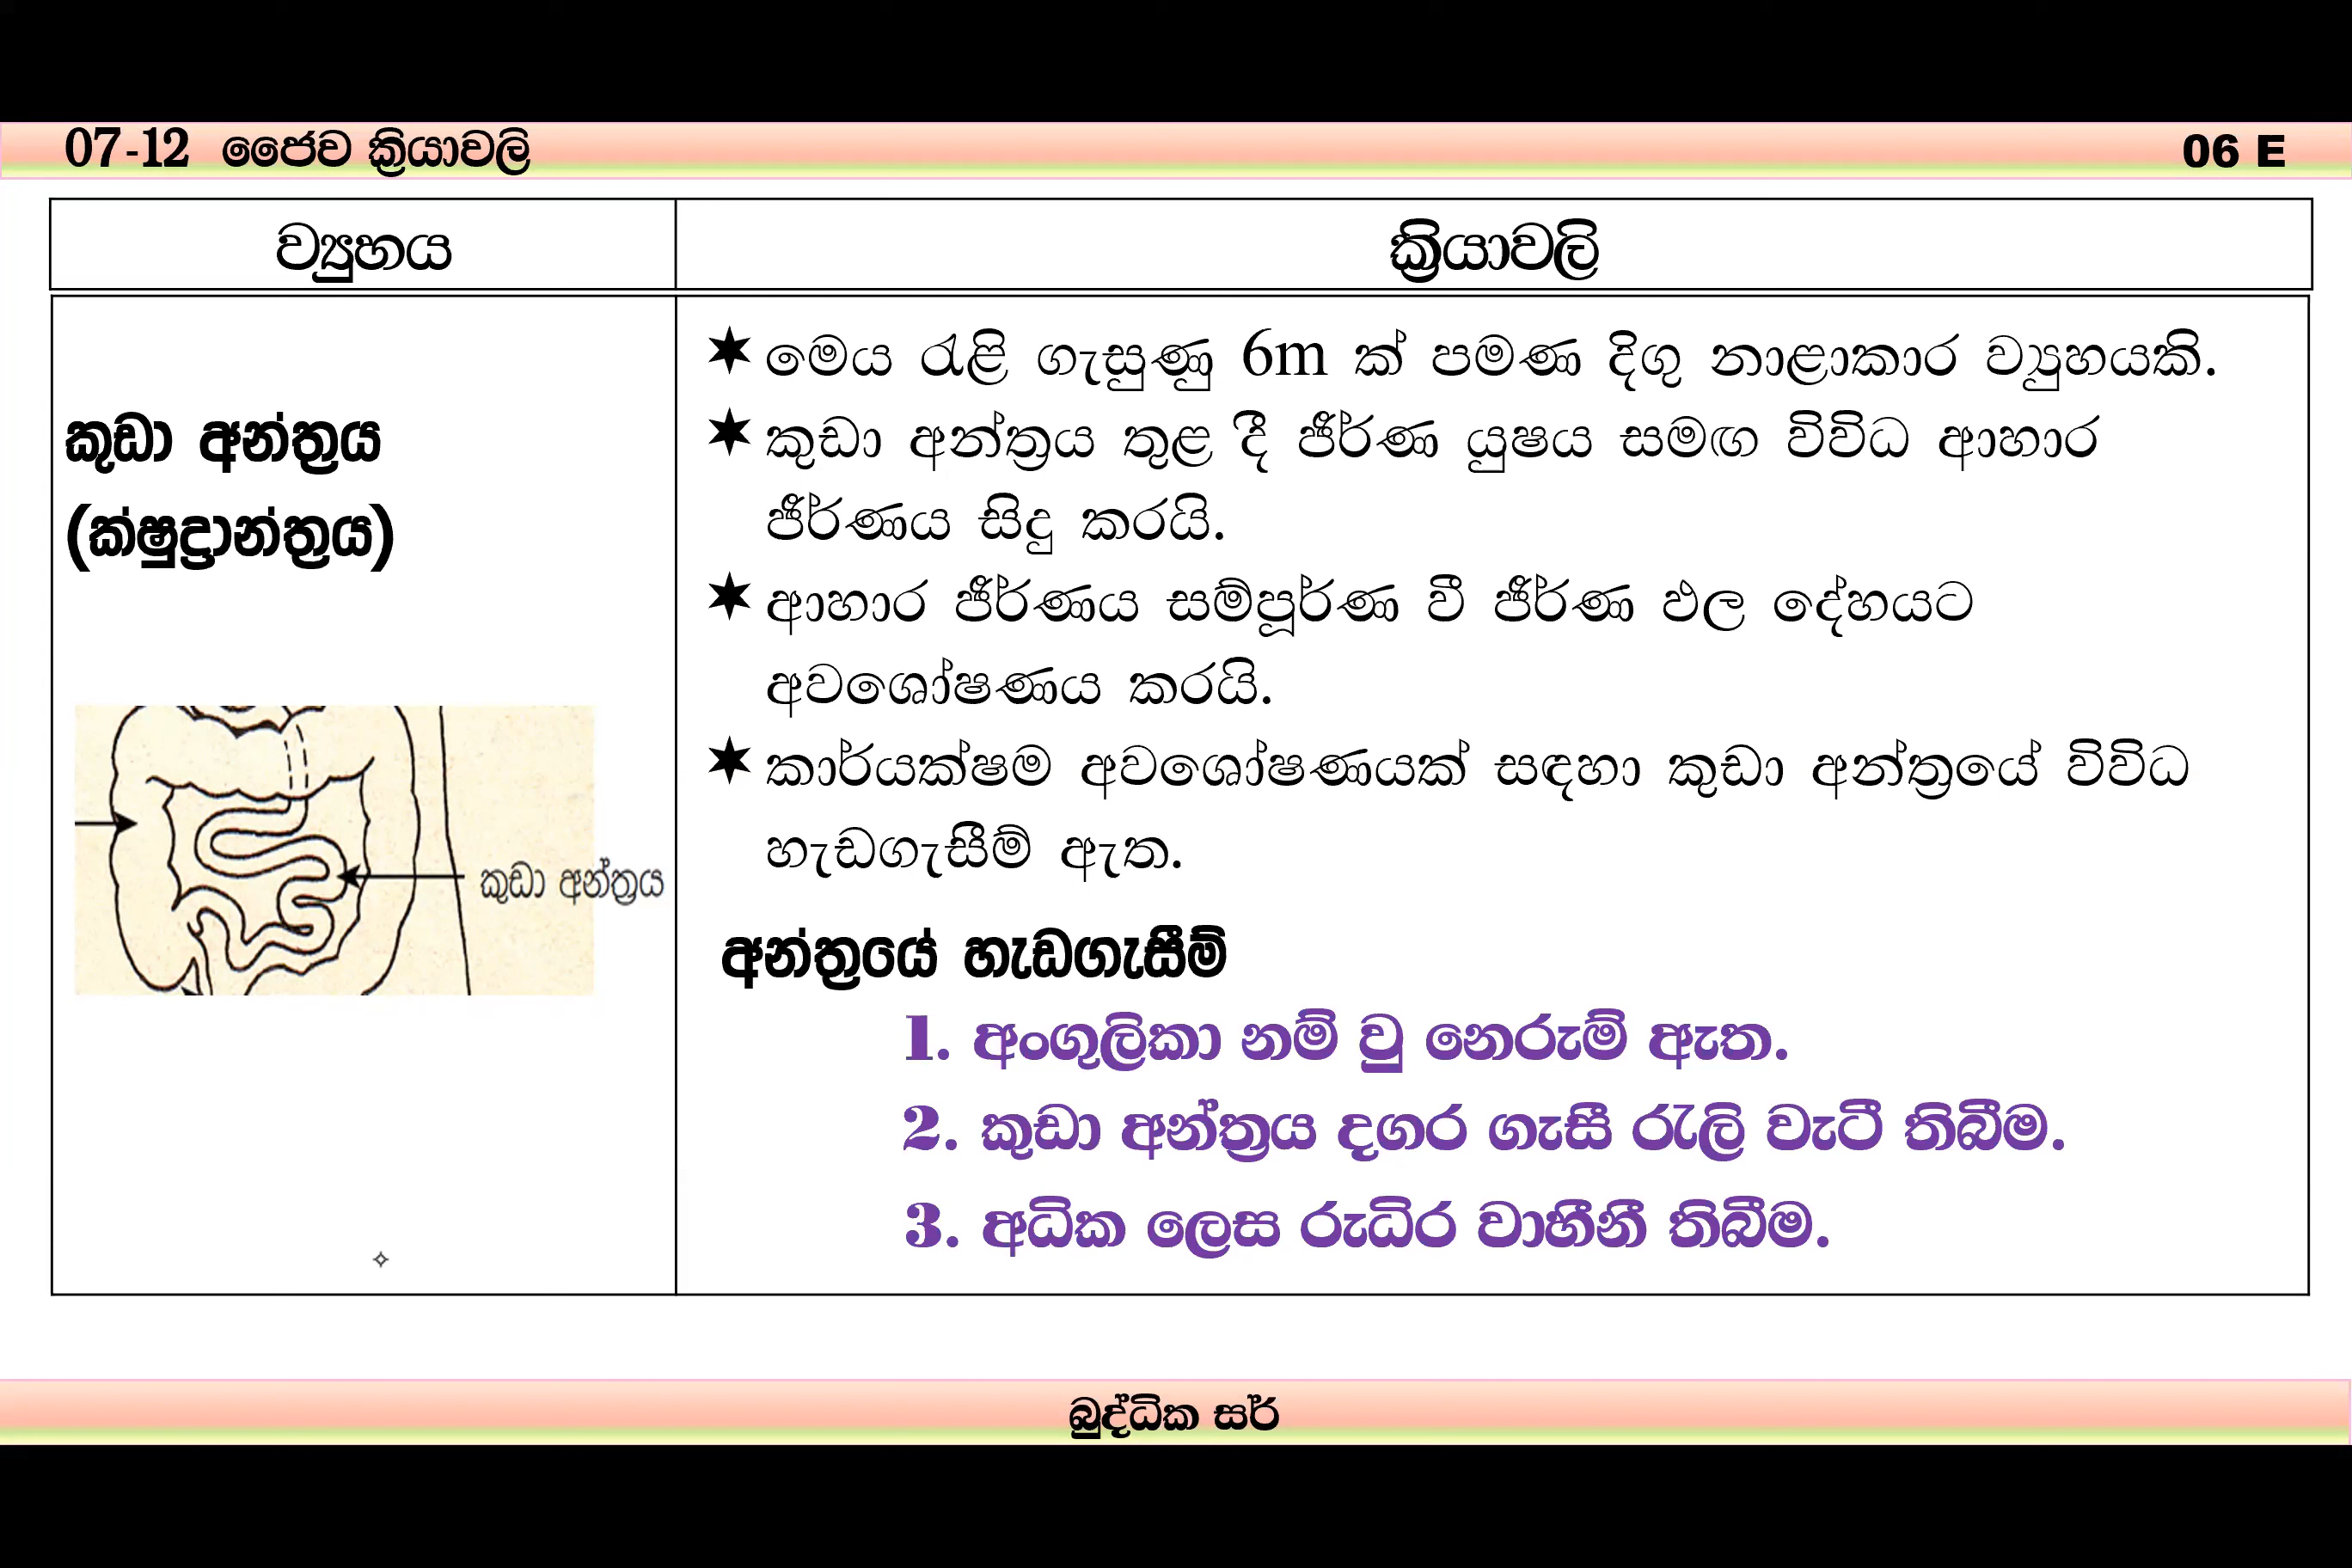 07-12 ජෛව ක්‍රියාවලි
06 E
ව්‍යුහය
ක්‍රියාවලි
කුඩා අන්ත්‍රය
(ක්ෂුද්‍රාන්ත්‍රය)
කුඩා අන්ත්‍රය
✶ මෙය රැළි ගැසුණු 6m ක් පමණ දිගු නාළාකාර ව්‍යුහයකි.
✶ කුඩා අන්ත්‍රය තුළ දී ජීර්ණ යුෂය සමඟ විවිධ ආහාර
ජීර්ණය සිදු කරයි.
✶ ආහාර ජීර්ණය සම්පූර්ණ වී ජීර්ණ ඵල දේහයට
අවශෝෂණය කරයි.
✶ කාර්යක්ෂම අවශෝෂණයක් සඳහා කුඩා අන්ත්‍රයේ විවිධ
හැඩගැසීම් ඇත.
අන්ත්‍රයේ හැඩගැසීම්
1. අංගුලිකා නම් වු නෙරුම් ඇත.
2. කුඩා අන්ත්‍රය දගර ගැසී රැලි වැටී තිබීම.
3. අධික ලෙස රුධිර වාහීනී තිබීම.
බුද්ධික සර්